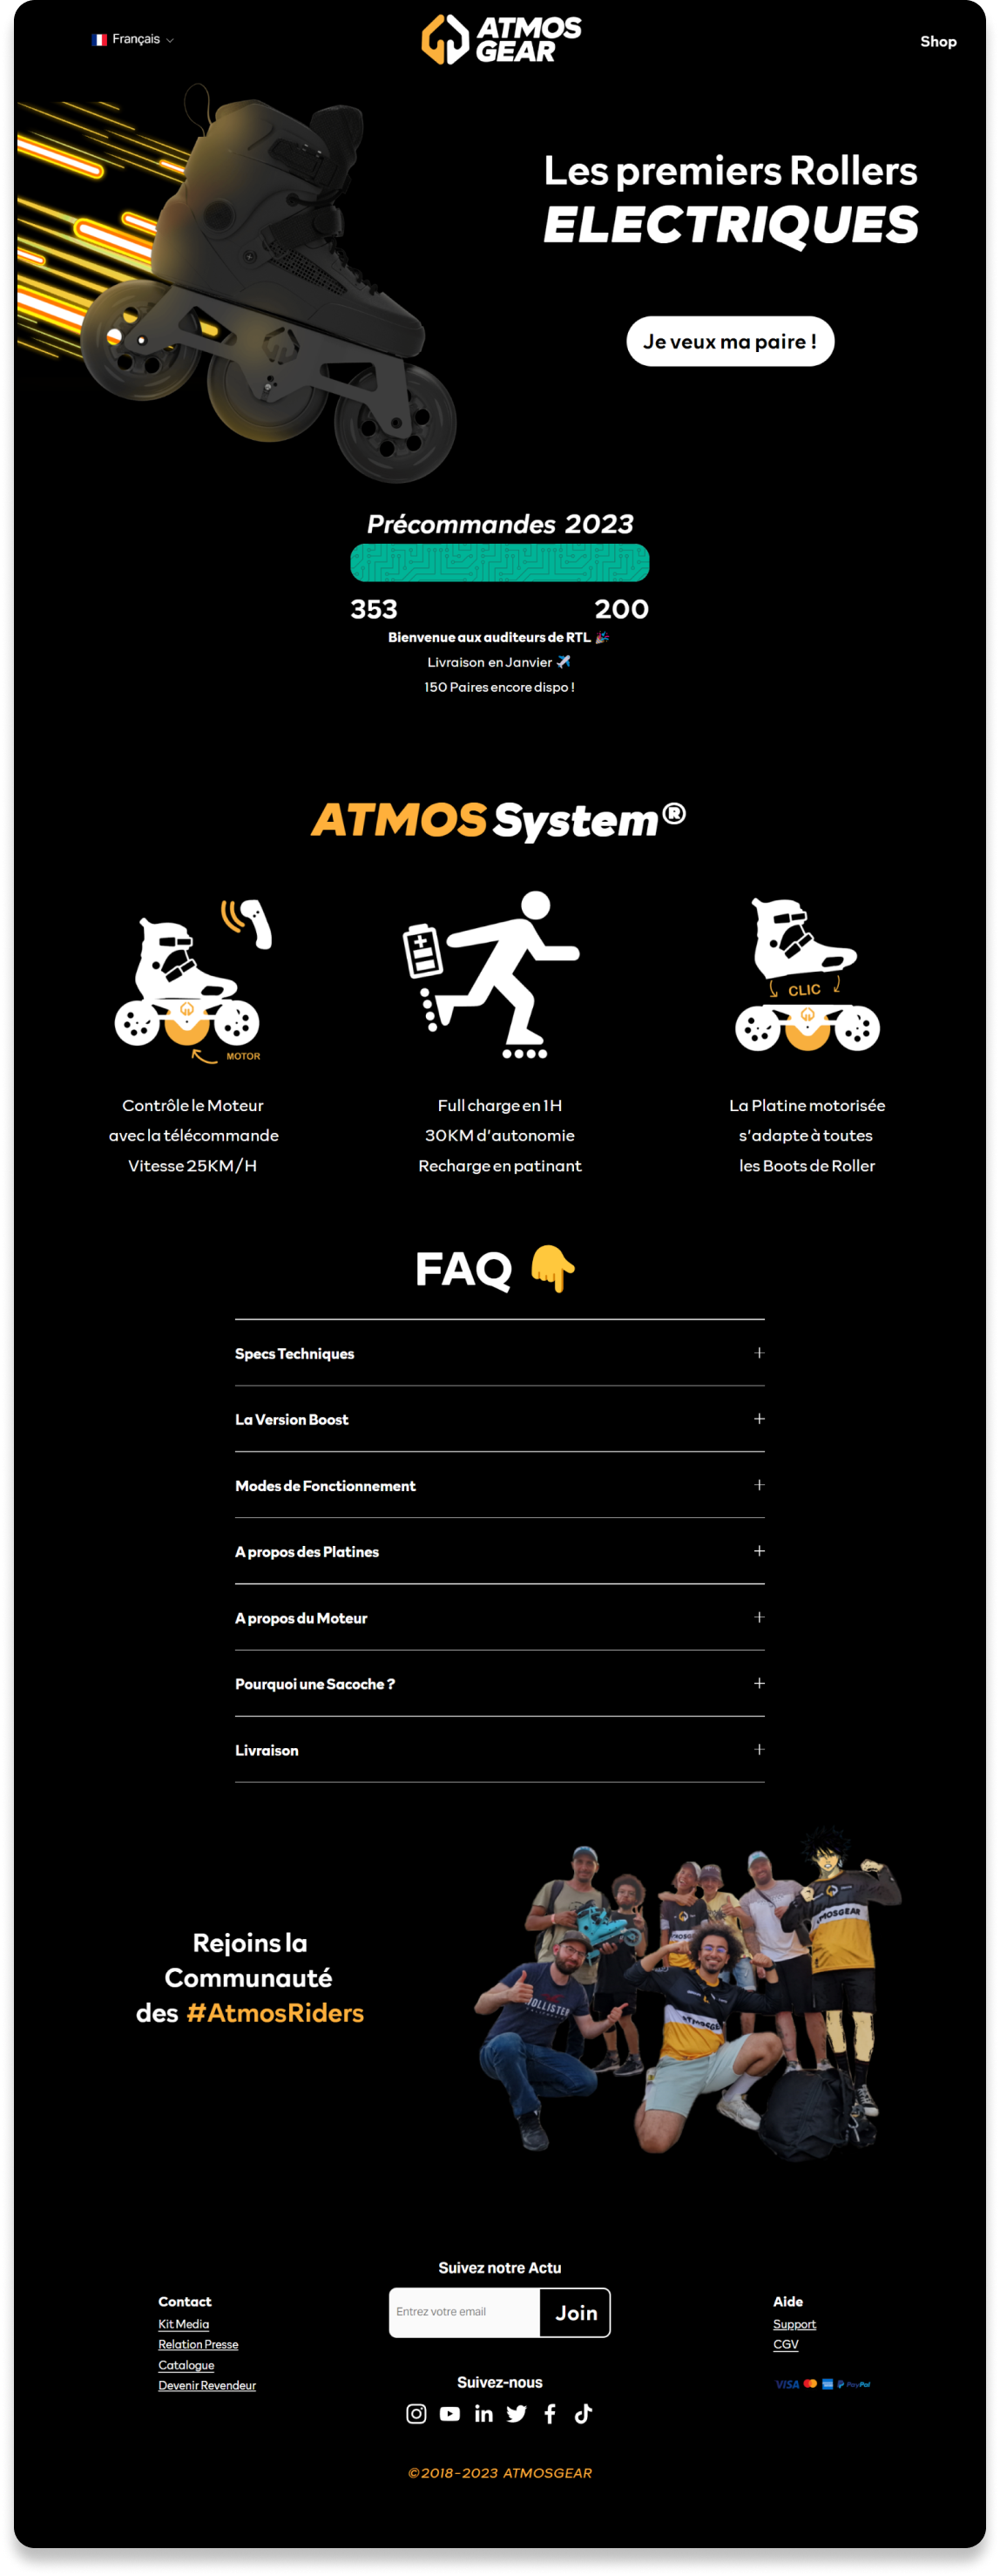 Français
ATMOS
GEAR
Shop
Les premiers Rollers
ELECTRIQUES
Je veux ma paire !
Précommandes 2023
353 200
Bienvenue aux auditeurs de RTL 🎉
Livraison en Janvier ✈️
150 Paires encore dispo !
ATMOS System®
MOTOR
CLIC
Contrôle le Moteur
avec la télécommande
Vitesse 25KM/H
Full charge en 1H
30KM d'autonomie
Recharge en patinant
La Platine motorisée
s'adapte à toutes
les Boots de Roller
FAQ 👇
Specs Techniques
La Version Boost
Modes de Fonctionnement
A propos des Platines
A propos du Moteur
Pourquoi une Sacoche ?
Livraison
Rejoins la
Communauté
des #AtmosRiders
HOLLISTER
ATMOSGEAR
Suivez notre Actu
Entrez votre email
Join
Contact
Kit Media
Relation Presse
Catalogue
Devenir Revendeur
Suivez-nous
Aide
Support
CGV
VISA
PayPal
©2018-2023 ATMOSGEAR